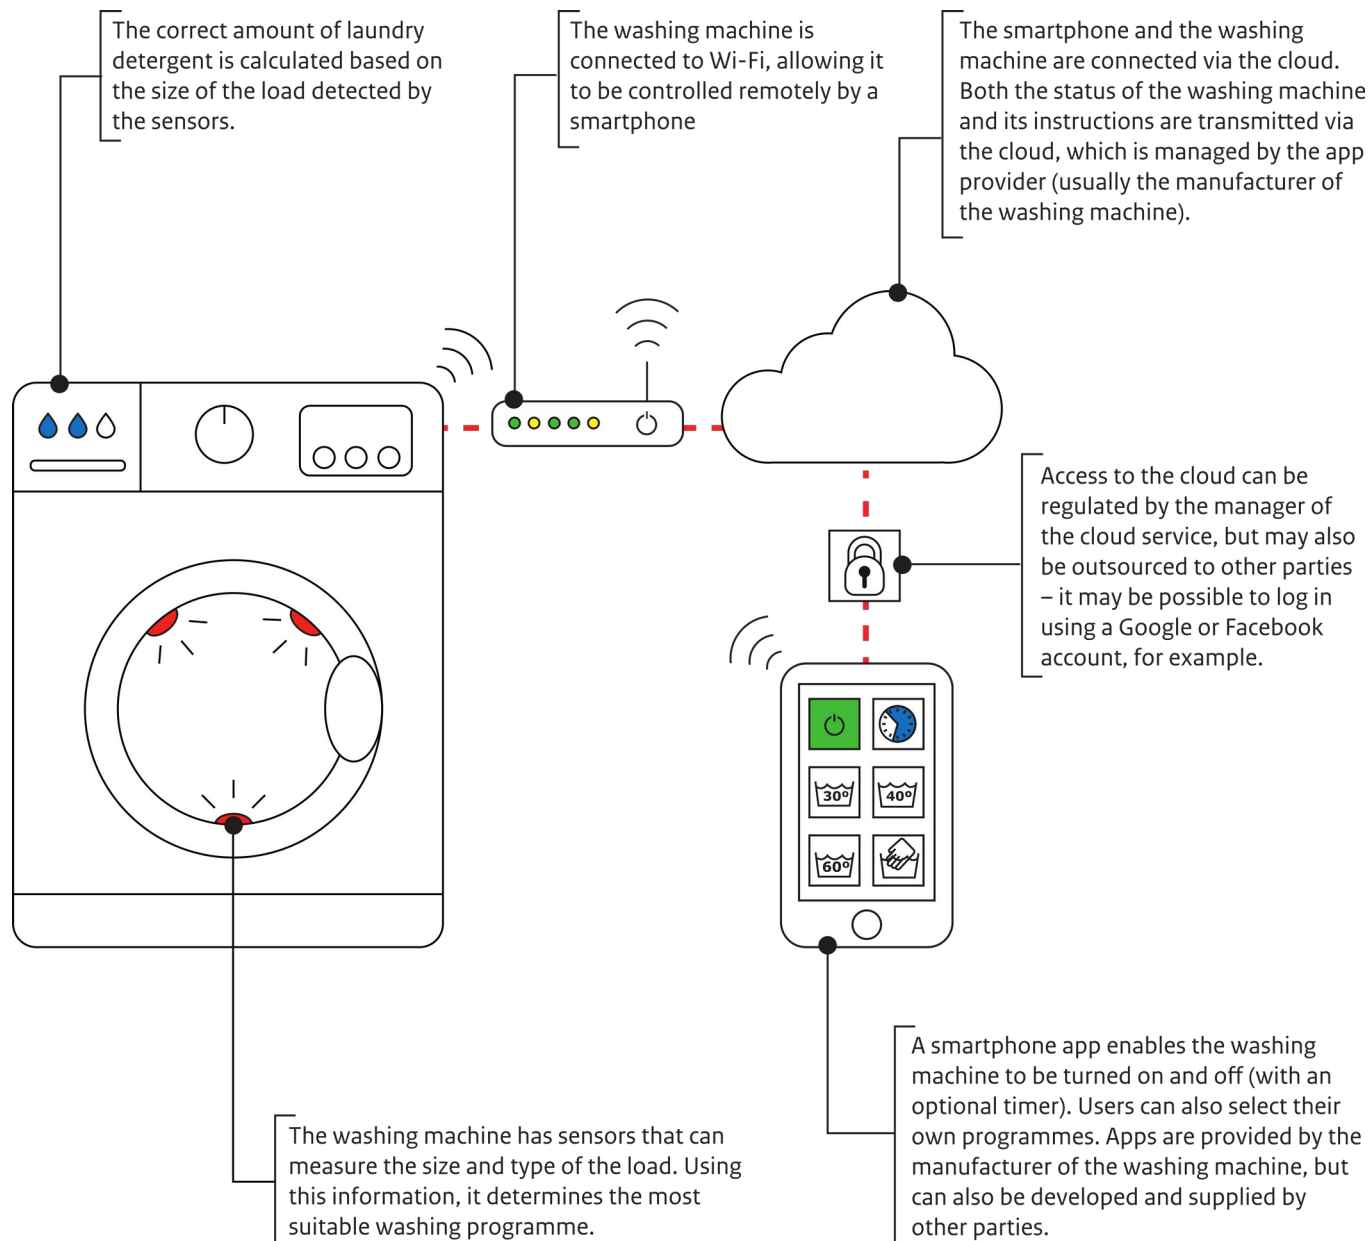 The correct amount of laundry
detergent is calculated based on
the size of the load detected by
the sensors.
The washing machine is
connected to Wi-Fi, allowing it
to be controlled remotely by a
smartphone
The smartphone and the washing
machine are connected via the cloud.
Both the status of the washing machine
and its instructions are transmitted via
the cloud, which is managed by the app
provider (usually the manufacturer of
the washing machine).
Access to the cloud can be
regulated by the manager of
the cloud service, but may also
be outsourced to other parties
– it may be possible to log in
using a Google or Facebook
account, for example.
30º
40º
60º
A smartphone app enables the washing
machine to be turned on and off (with an
optional timer). Users can also select their
own programmes. Apps are provided by the
manufacturer of the washing machine, but
can also be developed and supplied by
other parties.
The washing machine has sensors that can
measure the size and type of the load. Using
this information, it determines the most
suitable washing programme.